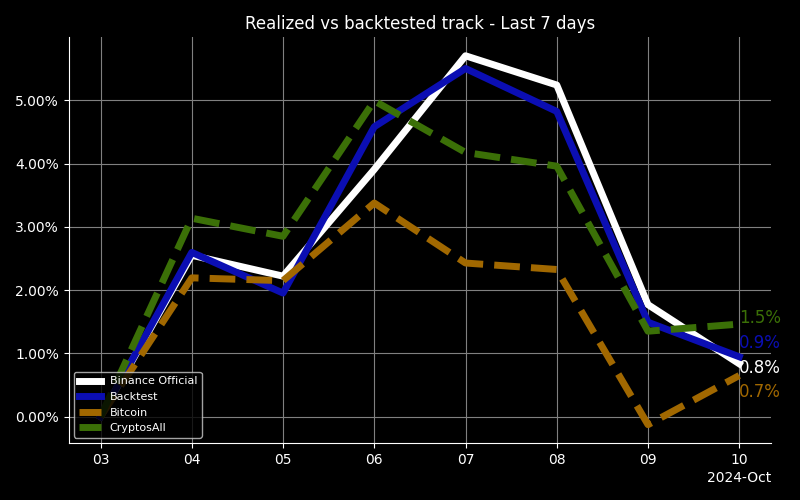 Realized vs backtested track - Last 7 days
5.00%
4.00%
3.00%
2.00%
1.00%
0.00%
1.5%
0.9%
0.8%
0.7%
Binance Official
Backtest
Bitcoin
CryptosAll
03 04 05 06 07 08 09 10
2024-Oct